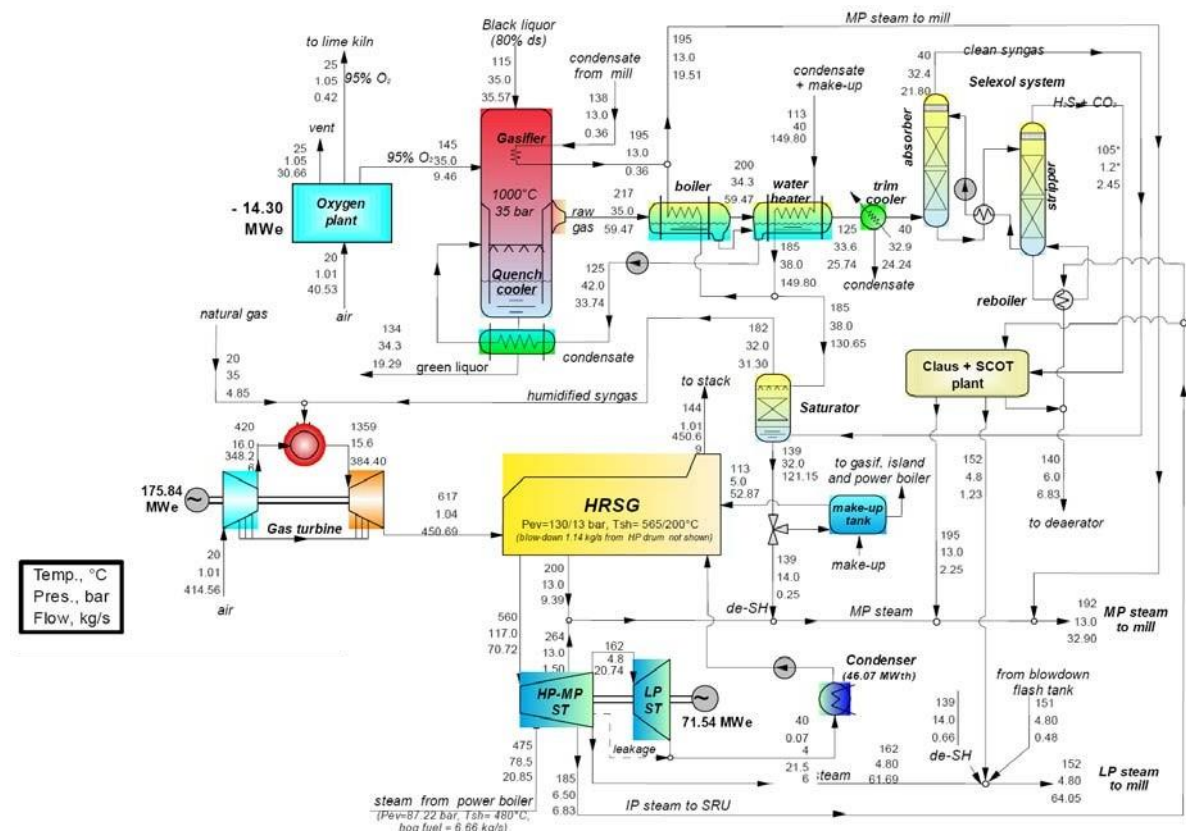 Black liquor
(80% ds)
115
35.0
35.57
to lime kiln
25
1.05
0.42
95% O₂
vent
25
1.05
30.66
145
35.0
9.46
95% O₂
- 14.30
MWe
Oxygen
plant
20
1.01
40.53
air
condensate
from mill
138
13.0
0.36
Gasifier
195
13.0
0.36
1000°C
35 bar
Quench
cooler
raw
gas
217
35.0
59.47
195
13.0
19.51
MP steam to mill
boiler
200
34.3
59.47
condensate
+ make-up
113
40
149.80
water
heater
trim
cooler
125
33.6
25.74
40
32.9
24.24
condensate
185
38.0
149.80
125
42.0
33.74
condensate
134
34.3
19.29
green liquor
40
32.4
21.80
clean syngas
Selexol system
absorber
stripper
H₂S + CO₂
105*
1.2*
2.45
reboiler
185
38.0
130.65
182
32.0
31.30
Saturator
Claus + SCOT
plant
natural gas
20
35
4.85
humidified syngas
to stack
144
1.01
450.6
9
139
32.0
121.15
to gasif. island
and power boiler
make-up
tank
make-up
113
5.0
52.87
152
4.8
1.23
140
6.0
6.83
to deaerator
195
13.0
2.25
420
16.0
348.2
6
1359
15.6
384.40
175.84
MWe
Gas turbine
617
1.04
450.69
20
1.01
414.56
air
HRSG
Pev=130/13 bar, Tsh= 565/200°C
(blow-down 1.14 kg/s from HP drum not shown)
Temp., °C
Pres., bar
Flow, kg/s
200
13.0
9.39
139
14.0
0.25
de-SH
MP steam
192
13.0
32.90
MP steam
to mill
560
117.0
70.72
264
13.0
1.50
162
4.8
20.74
HP-MP
ST
LP
ST
71.54 MWe
Condenser
(46.07 MWth)
leakage
40
0.07
4
21.5
6
475
78.5
20.85
steam from power boiler
(Pev=87.22 bar, Tsh= 480°C,
hog fuel = 6.66 kg/s)
185
6.50
6.83
IP steam to SRU
steam
162
4.80
61.69
139
14.0
0.66
de-SH
from blowdown
flash tank
151
4.80
0.48
152
4.80
64.05
LP steam
to mill